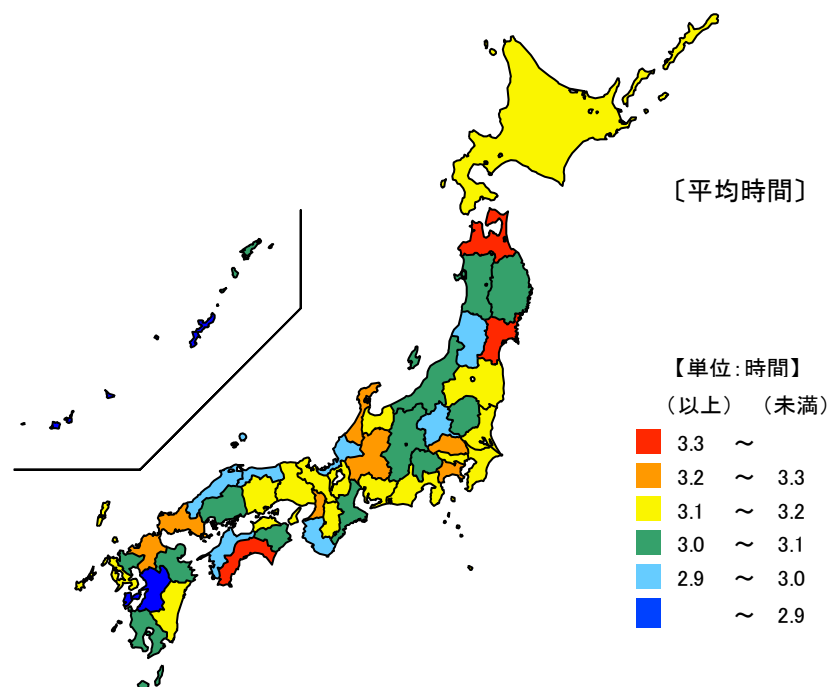 〔平均時間〕
【単位：時間】
（以上） （未満）
3.3 ～
3.2 ～ 3.3
3.1 ～ 3.2
3.0 ～ 3.1
2.9 ～ 3.0
～ 2.9